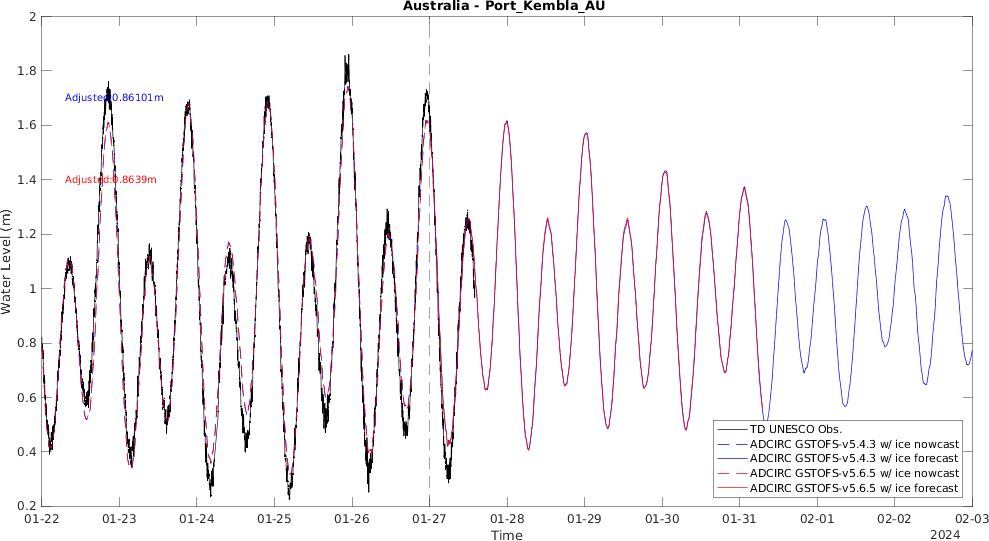 Australia - Port_Kembla_AU
2
1.8
1.6
1.4
1.2
1
0.8
0.6
0.4
0.2
Water Level (m)
Adjusted:0.86101m
Adjusted:0.8639m
TD UNESCO Obs.
ADCIRC GSTOFS-v5.4.3 w/ ice nowcast
ADCIRC GSTOFS-v5.4.3 w/ ice forecast
ADCIRC GSTOFS-v5.6.5 w/ ice nowcast
ADCIRC GSTOFS-v5.6.5 w/ ice forecast
01-22 01-23 01-24 01-25 01-26 01-27 01-28 01-29 01-30 01-31 02-01 02-02 02-03
Time
2024